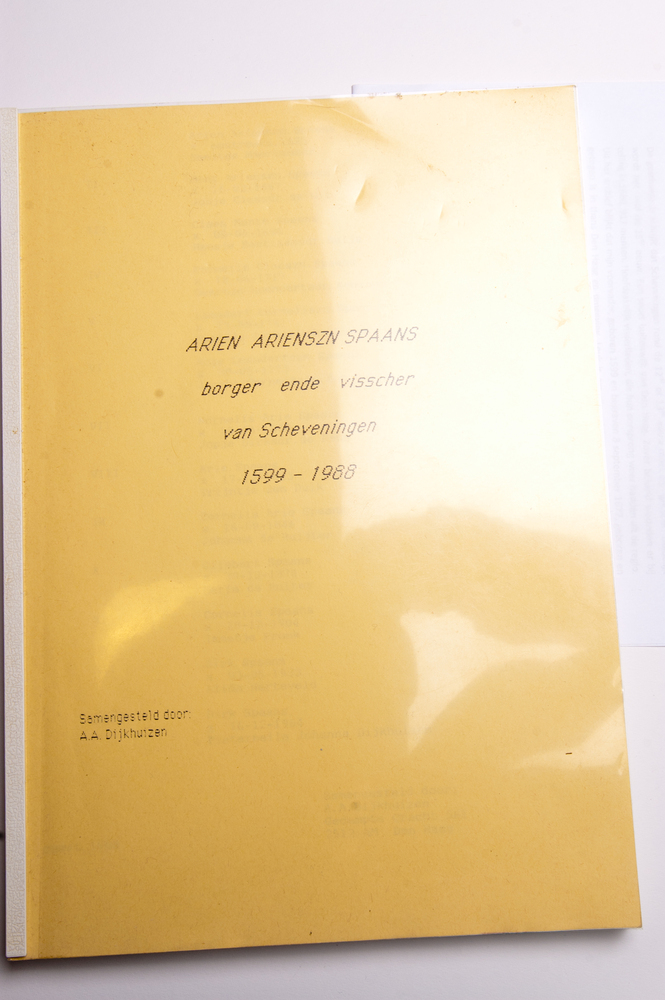 ARIEN ARIENSZN SPAANS
borger ende visscher
van Scheveningen
1599 - 1988
Samengesteld door:
A.A. Dijkhuizen